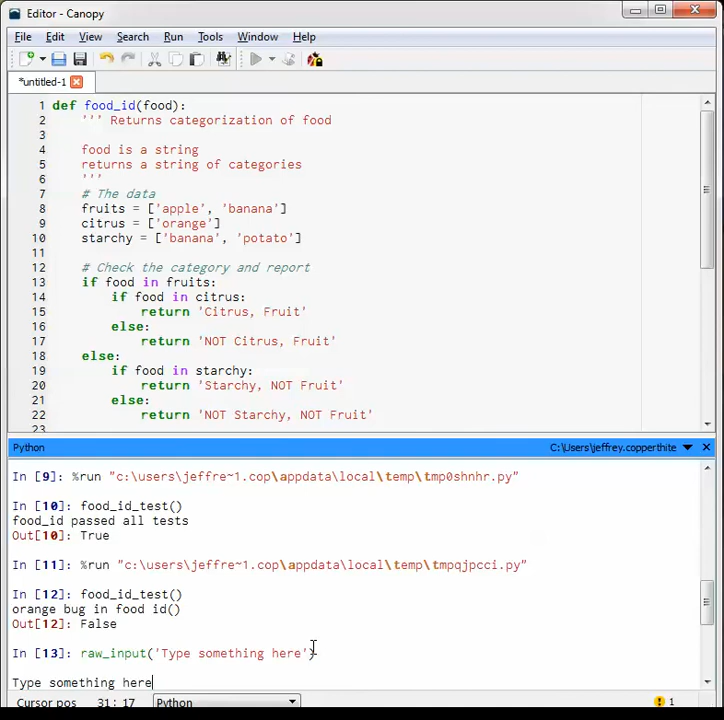 Editor - Canopy
File Edit View Search Run Tools Window Help
*untitled-1
1 def food_id(food):
2 ''' Returns categorization of food
3
4 food is a string
5 returns a string of categories
6 '''
7 # The data
8 fruits = ['apple', 'banana']
9 citrus = ['orange']
10 starchy = ['banana', 'potato']
11
12 # Check the category and report
13 if food in fruits:
14 if food in citrus:
15 return 'Citrus, Fruit'
16 else:
17 return 'NOT Citrus, Fruit'
18 else:
19 if food in starchy:
20 return 'Starchy, NOT Fruit'
21 else:
22 return 'NOT Starchy, NOT Fruit'
23
Python C:\Users\jeffrey.copperthite
In [9]: %run "c:\users\jeffre~1.cop\appdata\local\temp\tmp0shnhr.py"
In [10]: food_id_test()
food_id passed all tests
Out[10]: True
In [11]: %run "c:\users\jeffre~1.cop\appdata\local\temp\tmpqjpcci.py"
In [12]: food_id_test()
orange bug in food id()
Out[12]: False
In [13]: raw_input('Type something here')
Type something here
Cursor pos 31: 17 Python 1